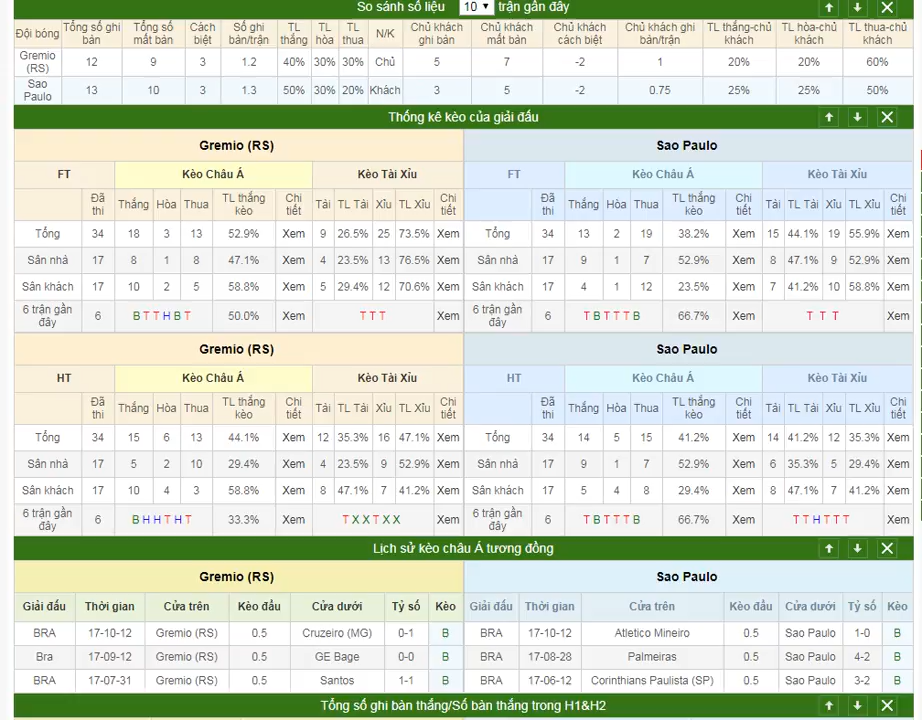 So sánh số liệu 10 trận gần đây
Đội bóng Tổng số ghi bàn Tổng số mất bàn Cách biệt Số ghi bàn/trận TL thắng TL hòa TL thua N/K Chủ khách ghi bàn Chủ khách mất bàn Chủ khách cách biệt Chủ khách ghi bàn/trận TL thắng-chủ khách TL hòa-chủ khách TL thua-chủ khách
Gremio (RS) 12 9 3 1.2 40% 30% 30% Chủ 5 7 -2 1 20% 20% 60%
Sao Paulo 13 10 3 1.3 50% 30% 20% Khách 3 5 -2 0.75 25% 25% 50%
Thống kê kèo của giải đấu
Gremio (RS) Sao Paulo
FT Kèo Châu Á Kèo Tài Xỉu FT Kèo Châu Á Kèo Tài Xỉu
Đã thi Thắng Hòa Thua TL thắng kèo Chi tiết Tài TL Tài Xỉu TL Xỉu Chi tiết Đã thi Thắng Hòa Thua TL thắng kèo Chi tiết Tài TL Tài Xỉu TL Xỉu Chi tiết
Tổng 34 18 3 13 52.9% Xem 9 26.5% 25 73.5% Xem Tổng 34 13 2 19 38.2% Xem 15 44.1% 19 55.9% Xem
Sân nhà 17 8 1 8 47.1% Xem 4 23.5% 13 76.5% Xem Sân nhà 17 9 1 7 52.9% Xem 8 47.1% 9 52.9% Xem
Sân khách 17 10 2 5 58.8% Xem 5 29.4% 12 70.6% Xem Sân khách 17 4 1 12 23.5% Xem 7 41.2% 10 58.8% Xem
6 trận gần đây 6 B T T H B T 50.0% Xem T T T Xem 6 trận gần đây 6 T B T T T B 66.7% Xem T T T Xem
Gremio (RS) Sao Paulo
HT Kèo Châu Á Kèo Tài Xỉu HT Kèo Châu Á Kèo Tài Xỉu
Đã thi Thắng Hòa Thua TL thắng kèo Chi tiết Tài TL Tài Xỉu TL Xỉu Chi tiết Đã thi Thắng Hòa Thua TL thắng kèo Chi tiết Tài TL Tài Xỉu TL Xỉu Chi tiết
Tổng 34 15 6 13 44.1% Xem 12 35.3% 16 47.1% Xem Tổng 34 14 5 15 41.2% Xem 14 41.2% 12 35.3% Xem
Sân nhà 17 5 2 10 29.4% Xem 4 23.5% 9 52.9% Xem Sân nhà 17 9 1 7 52.9% Xem 6 35.3% 5 29.4% Xem
Sân khách 17 10 4 3 58.8% Xem 8 47.1% 7 41.2% Xem Sân khách 17 5 4 8 29.4% Xem 8 47.1% 7 41.2% Xem
6 trận gần đây 6 B H H T H T 33.3% Xem T X X T X X Xem 6 trận gần đây 6 T B T T T B 66.7% Xem T T H T T T Xem
Lịch sử kèo châu Á tương đồng
Gremio (RS) Sao Paulo
Giải đấu Thời gian Cửa trên Kèo đầu Cửa dưới Tỷ số Kèo Giải đấu Thời gian Cửa trên Kèo đầu Cửa dưới Tỷ số Kèo
BRA 17-10-12 Gremio (RS) 0.5 Cruzeiro (MG) 0-1 B BRA 17-10-12 Atletico Mineiro 0.5 Sao Paulo 1-0 B
Bra 17-09-12 Gremio (RS) 0.5 GE Bage 0-0 B BRA 17-08-28 Palmeiras 0.5 Sao Paulo 4-2 B
BRA 17-07-31 Gremio (RS) 0.5 Santos 1-1 B BRA 17-06-12 Corinthians Paulista (SP) 0.5 Sao Paulo 3-2 B
Tổng số ghi bàn thắng/Số bàn thắng trong H1&H2